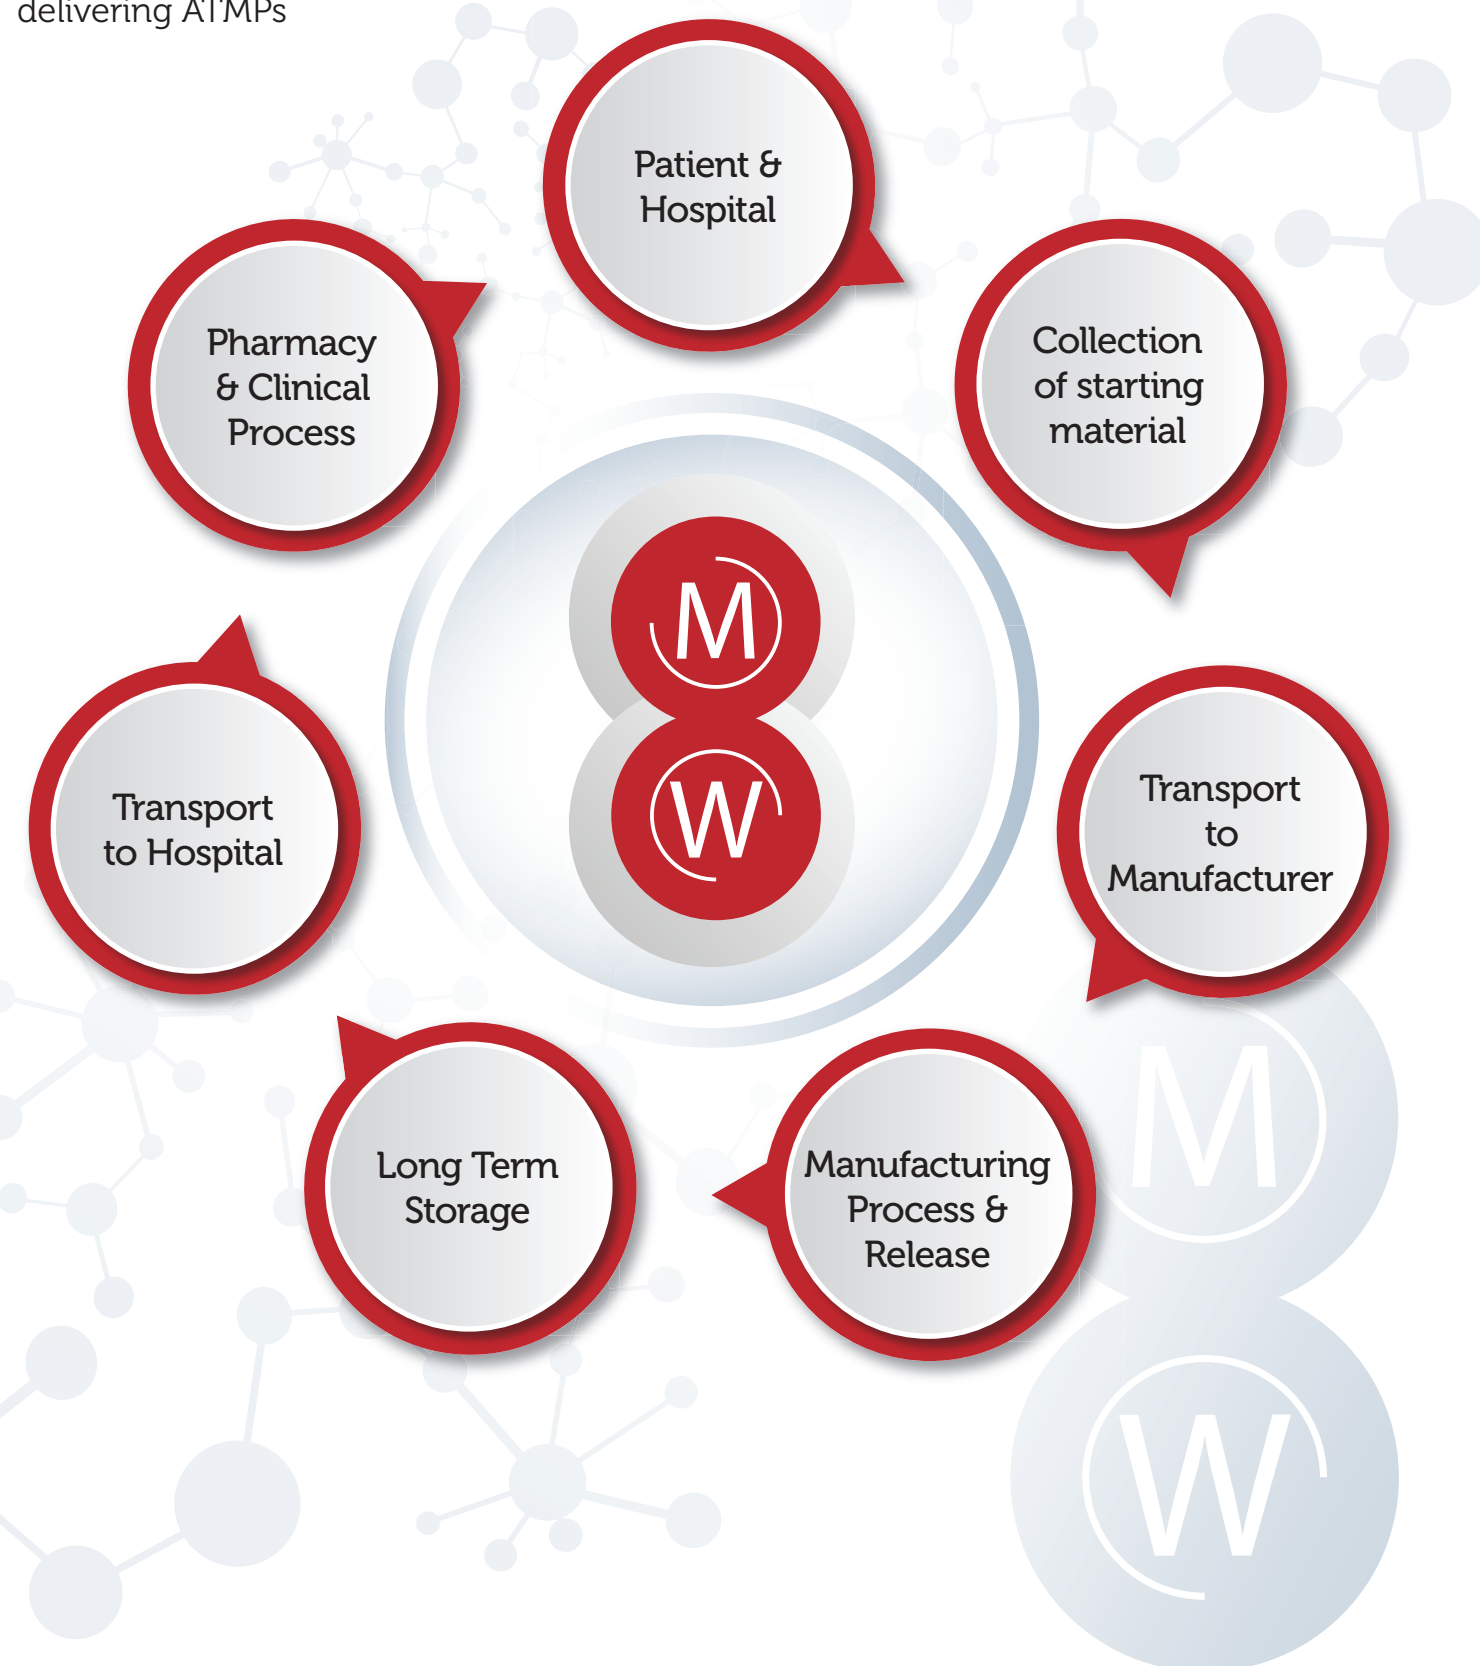 delivering ATMPs
Patient &
Hospital
Collection
of starting
material
Transport
to
Manufacturer
Manufacturing
Process &
Release
Long Term
Storage
Transport
to Hospital
Pharmacy
& Clinical
Process
M
W
M
W